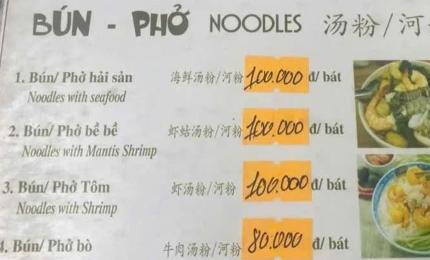 BÚN - PHỞ NOODLES 汤粉/河
1. Bún/ Phở hải sản 海鲜汤粉/河粉 100.000 đ/ bát
Noodles with seafood
2. Bún/ Phở bề bề 虾蛄汤粉/河粉 100.000 đ/ bát
Noodles with Mantis Shrimp
3. Bún/ Phở Tôm 虾汤粉/河粉 100.000 đ/ bát
Noodles with Shrimp
4. Bún/ Phở bò 牛肉汤粉/河粉 80.000 đ/ bát